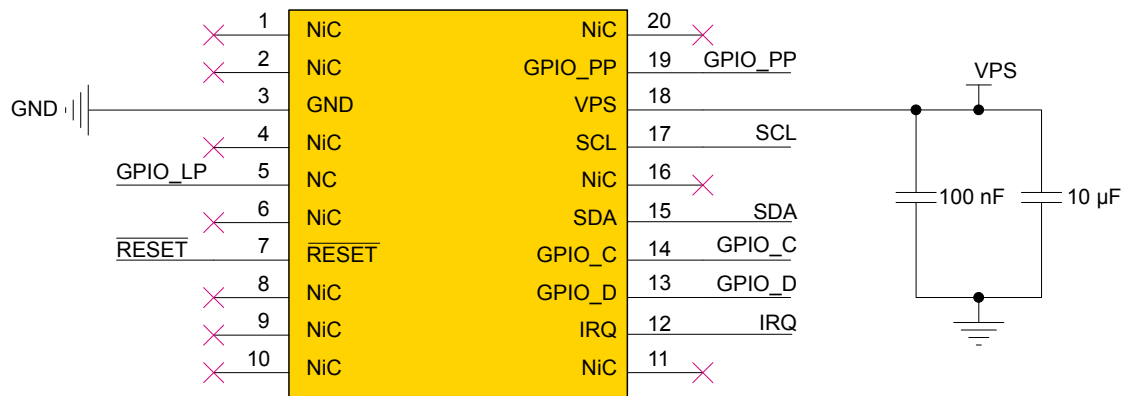 1 NiC NiC 20
2 NiC GPIO_PP 19 GPIO_PP
VPS
GND 3 GND VPS 18
4 NiC SCL 17 SCL
GPIO_LP 5 NC NiC 16
100 nF 10 µF
6 NiC SDA 15 SDA
RESET 7 RESET GPIO_C 14 GPIO_C
8 NiC GPIO_D 13 GPIO_D
9 NiC IRQ 12 IRQ
10 NiC NiC 11